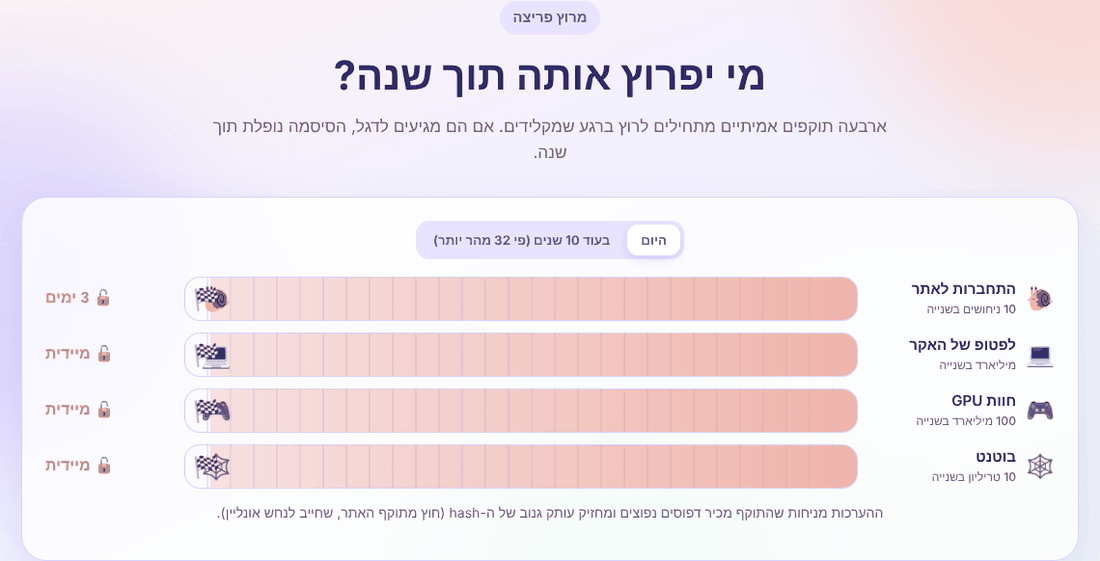 מרוץ פריצה
מי יפרוץ אותה תוך שנה?
ארבעה תוקפים אמיתיים מתחילים לרוץ ברגע שמקלידים. אם הם מגיעים לדגל, הסיסמה נופלת תוך
שנה.
היום
בעוד 10 שנים (פי 32 מהר יותר)
התחברות לאתר
10 ניחושים בשנייה
3 ימים
לפטופ של האקר
מיליארד בשנייה
מיידית
חוות GPU
100 מיליארד בשנייה
מיידית
בוטנט
10 טריליון בשנייה
מיידית
ההערכות מניחות שהתוקף מכיר דפוסים נפוצים ומחזיק עותק גנוב של ה-hash (חוץ מתוקף האתר, שחייב לנחש אונליין).